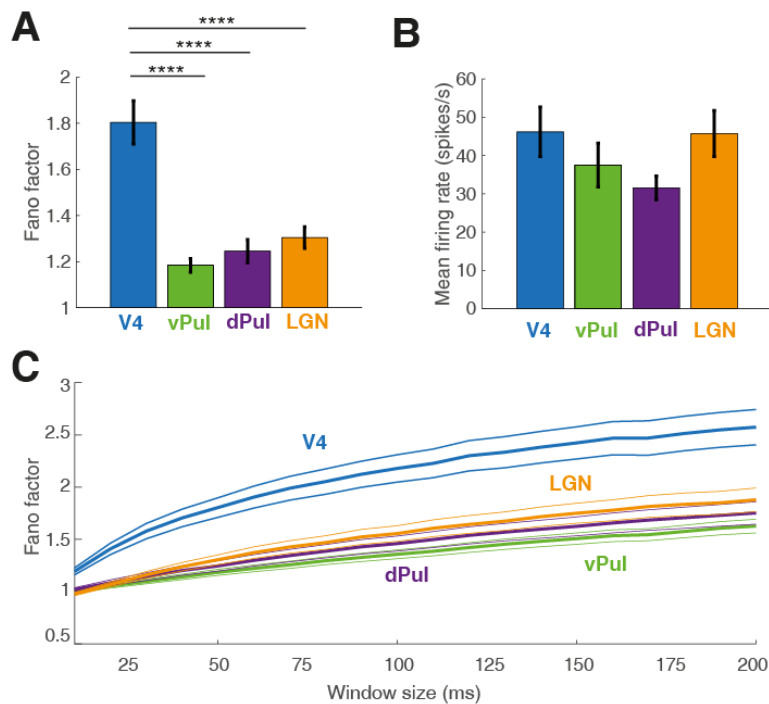 A
****
****
****
Fano factor
2
1.8
1.6
1.4
1.2
1
V4 vPul dPul LGN
B
Mean firing rate (spikes/s)
60
50
40
30
20
10
0
V4 vPul dPul LGN
C
Fano factor
3
2.5
2
1.5
1
0.5
V4
LGN
dPul
vPul
25 50 75 100 125 150 175 200
Window size (ms)